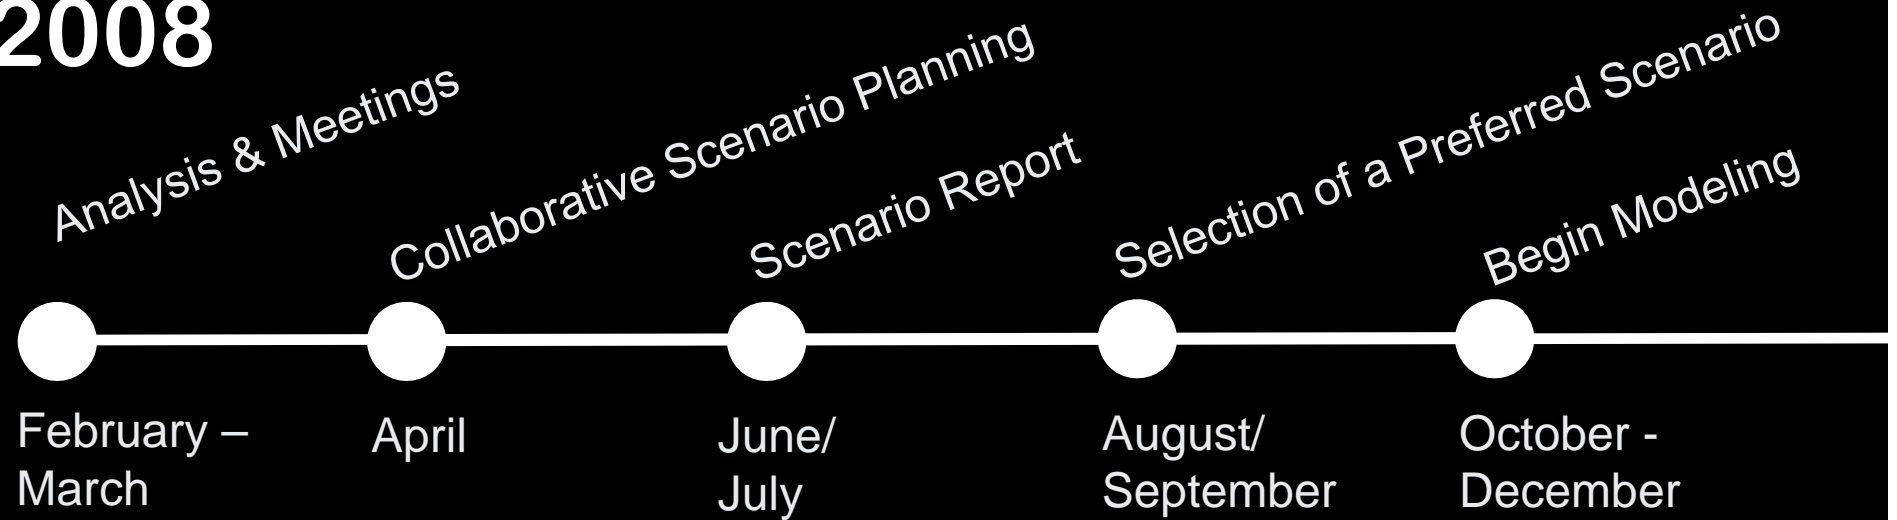 2008
Analysis & Meetings
Collaborative Scenario Planning
Scenario Report
Selection of a Preferred Scenario
Begin Modeling
February –
March
April
June/
July
August/
September
October -
December